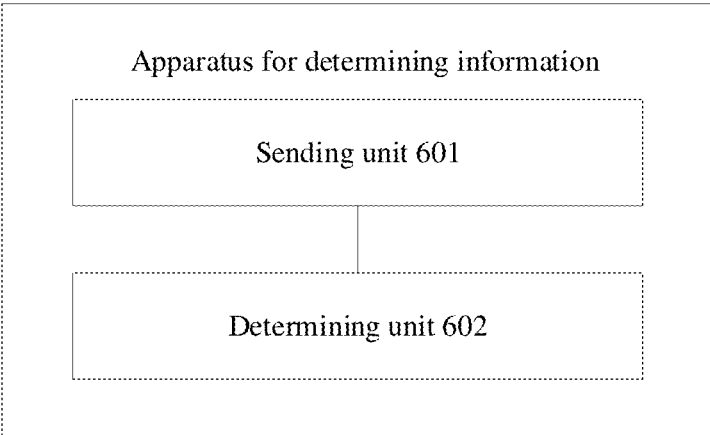 Apparatus for determining information
Sending unit 601
Determining unit 602